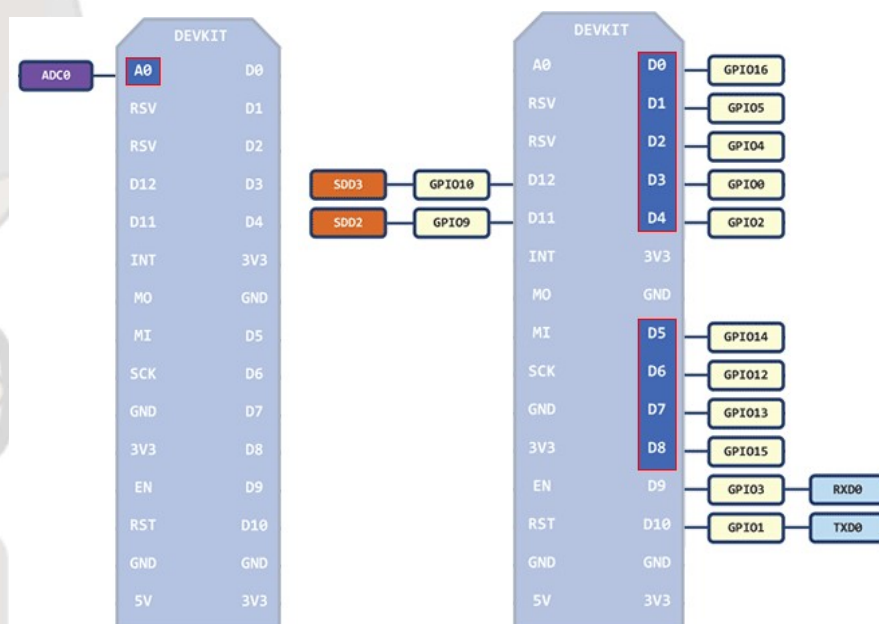 DEVKIT
ADC0 A0 D0
RSV D1
RSV D2
D12 D3
D11 D4
INT 3V3
MO GND
MI D5
SCK D6
GND D7
3V3 D8
EN D9
RST D10
GND GND
5V 3V3
DEVKIT
A0 D0 GPIO16
RSV D1 GPIO5
RSV D2 GPIO4
SDD3 GPIO10 D12 D3 GPIO0
SDD2 GPIO9 D11 D4 GPIO2
INT 3V3
MO GND
MI D5 GPIO14
SCK D6 GPIO12
GND D7 GPIO13
3V3 D8 GPIO15
EN D9 GPIO3 RXD0
RST D10 GPIO1 TXD0
GND GND
5V 3V3